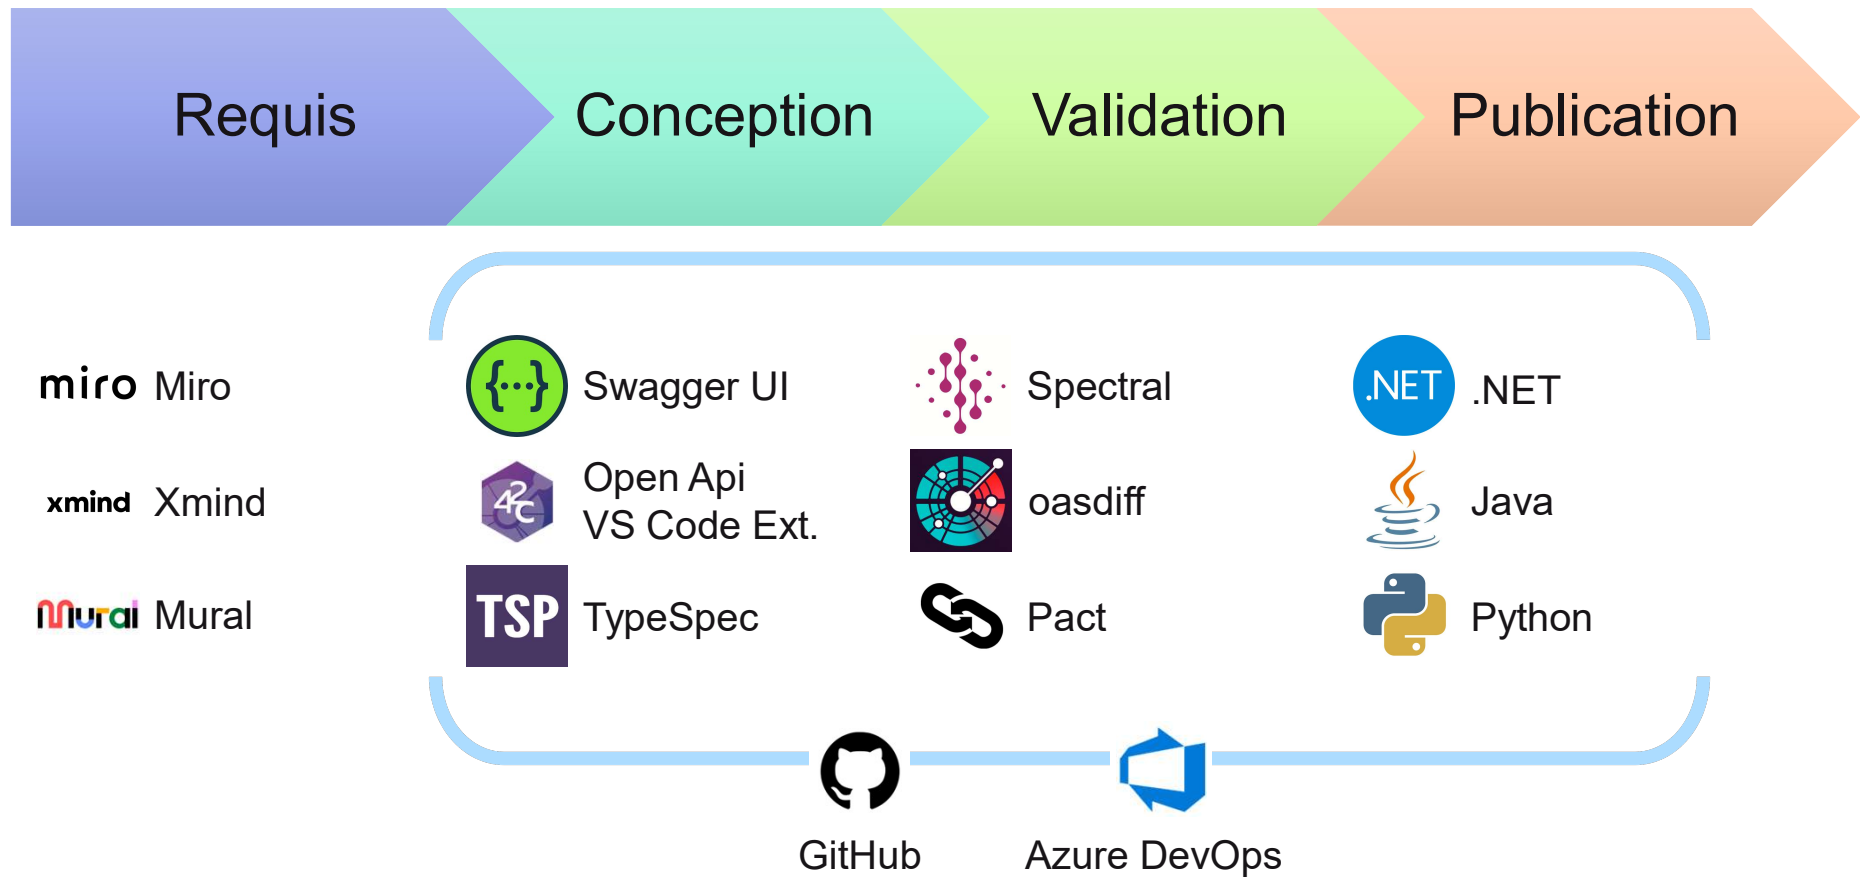 Requis
Conception
Validation
Publication
miro Miro
{···} Swagger UI
Spectral
.NET .NET
xmind Xmind
42C Open Api
VS Code Ext.
oasdiff
Java
Mural Mural
TSP TypeSpec
Pact
Python
GitHub
Azure DevOps